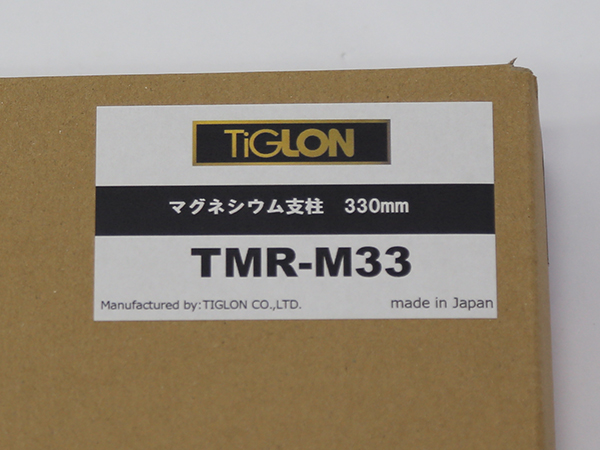 TiGLON
マグネシウム支柱 330mm
TMR-M33
Manufactured by:TIGLON CO.,LTD.
made in Japan